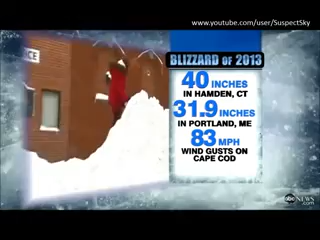 www.youtube.com/user/SuspectSky
BLIZZARD OF 2013
40 INCHES
IN HAMDEN, CT
31.9 INCHES
IN PORTLAND, ME
83 MPH
WIND GUSTS ON
CAPE COD
abc NEWS
.com